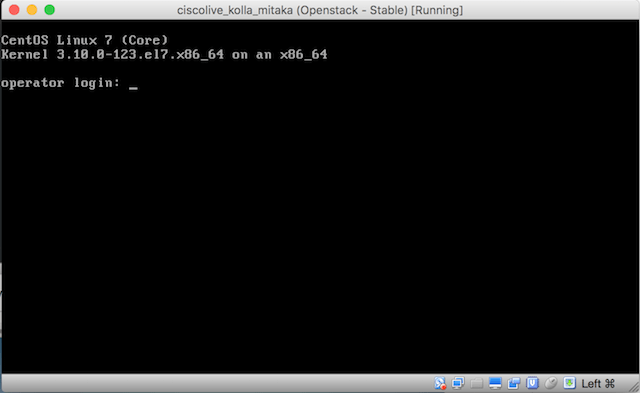 ciscolive_kolla_mitaka (Openstack - Stable) [Running]
CentOS Linux 7 (Core)
Kernel 3.10.0-123.el7.x86_64 on an x86_64
operator login: _
Left ⌘